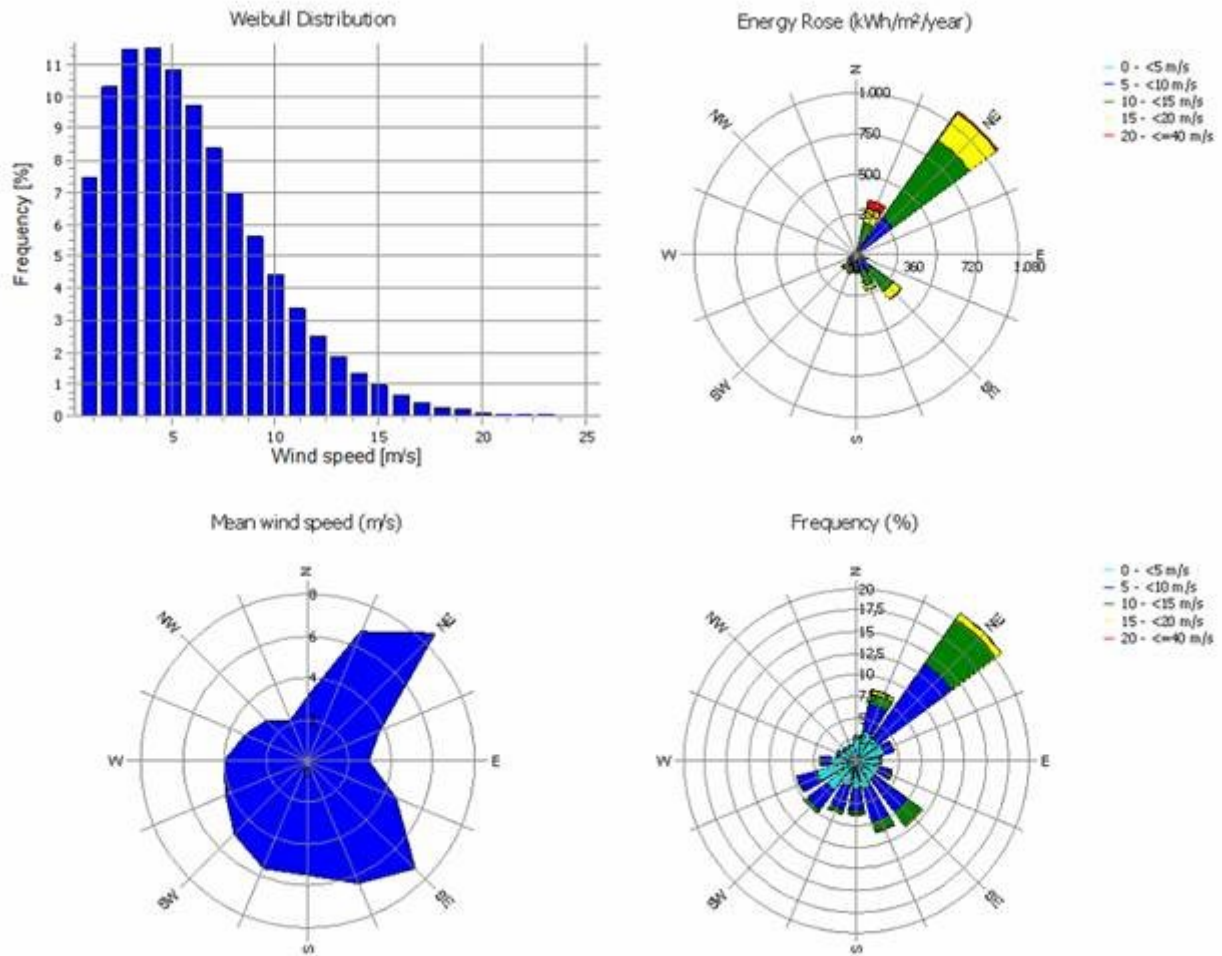 Weibull Distribution
Frequency [%]
11
10
9
8
7
6
5
4
3
2
1
0
5
10
15
20
25
Wind speed [m/s]
Energy Rose (kWh/m²/year)
N
1.000
750
500
NW
NE
W
E
360
720
1.080
SW
SE
S
0 - <5 m/s
5 - <10 m/s
10 - <15 m/s
15 - <20 m/s
20 - <=40 m/s
Mean wind speed (m/s)
N
8
6
4
NW
NE
W
E
SW
SE
S
Frequency (%)
N
20
17,5
15
12,5
10
NW
NE
W
E
SW
SE
S
0 - <5 m/s
5 - <10 m/s
10 - <15 m/s
15 - <20 m/s
20 - <=40 m/s